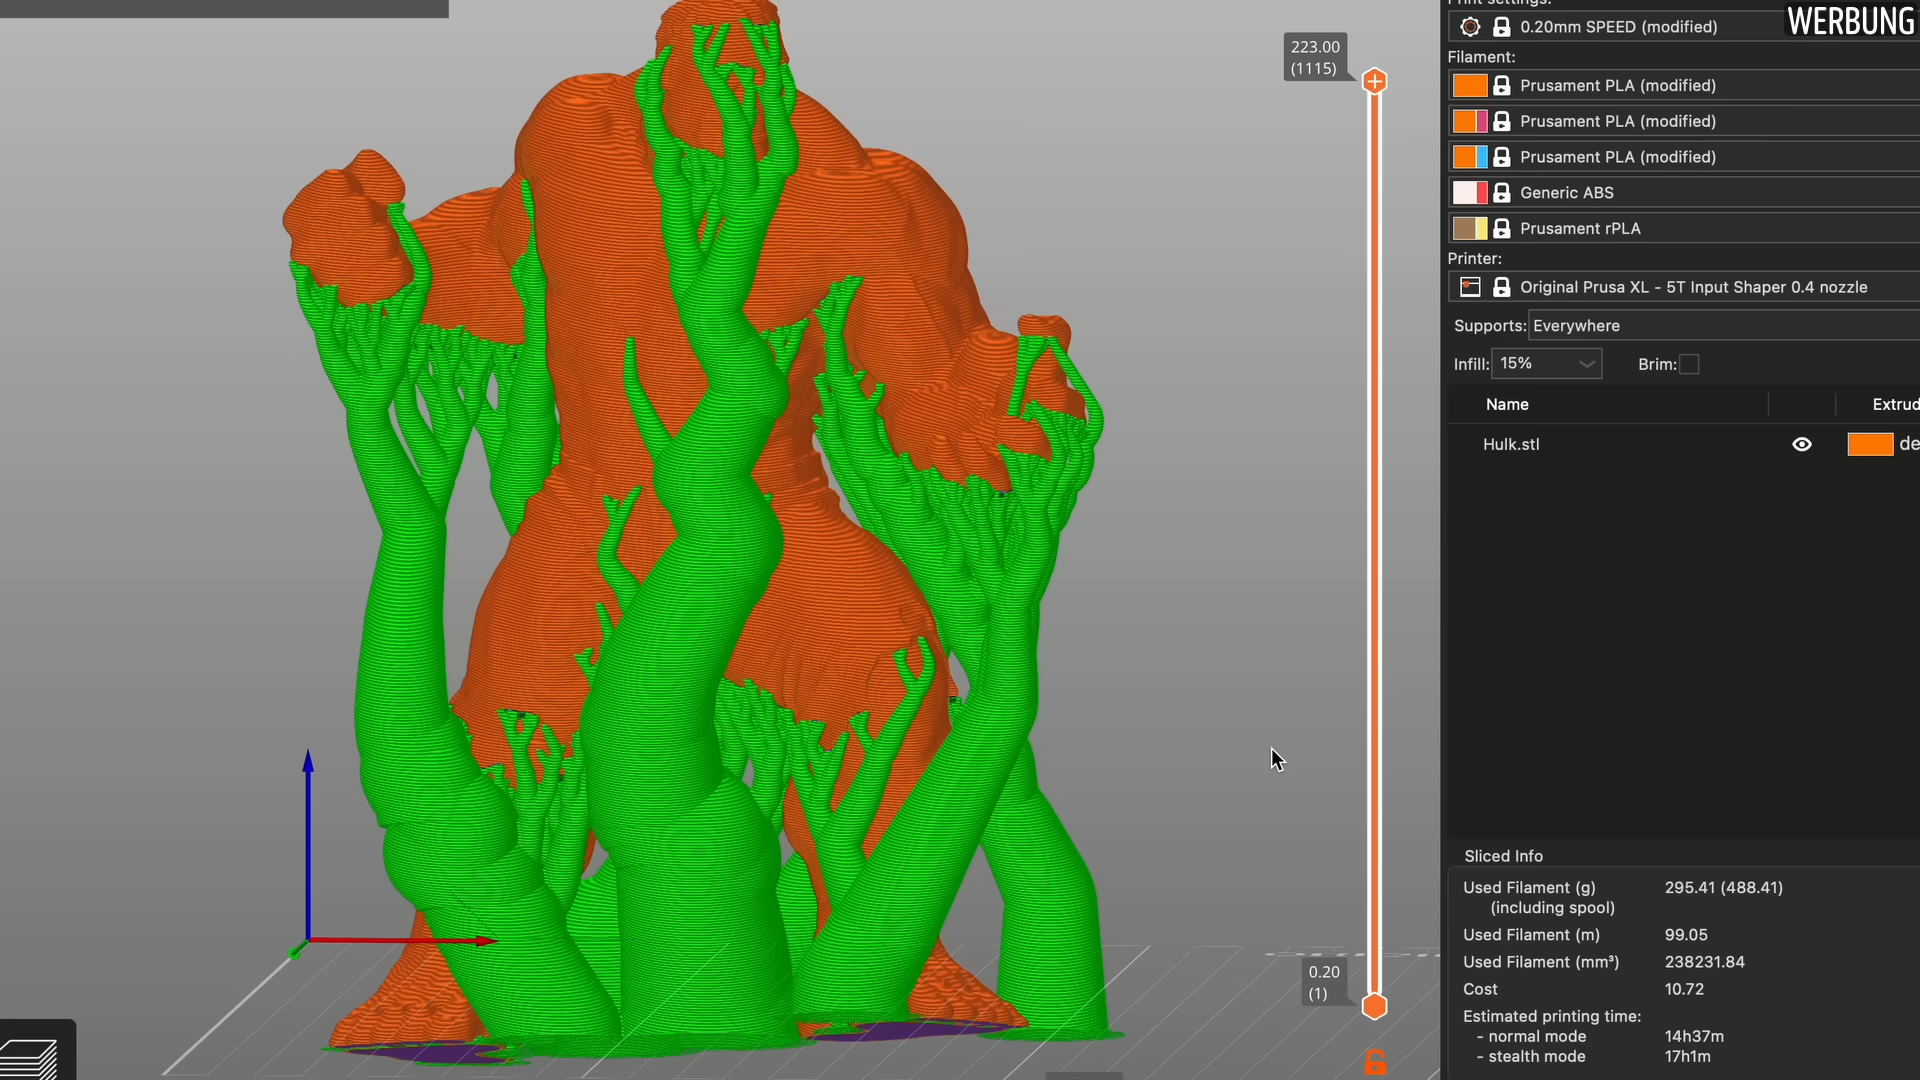 Print settings:
WERBUNG
0.20mm SPEED (modified)
Filament:
Prusament PLA (modified)
Prusament PLA (modified)
Prusament PLA (modified)
Generic ABS
Prusament rPLA
Printer:
Original Prusa XL - 5T Input Shaper 0.4 nozzle
Supports: Everywhere
Infill: 15% Brim:
Name Extrud
Hulk.stl de
223.00
(1115)
0.20
(1)
Sliced Info
Used Filament (g) 295.41 (488.41)
(including spool)
Used Filament (m) 99.05
Used Filament (mm³) 238231.84
Cost 10.72
Estimated printing time:
- normal mode 14h37m
- stealth mode 17h1m